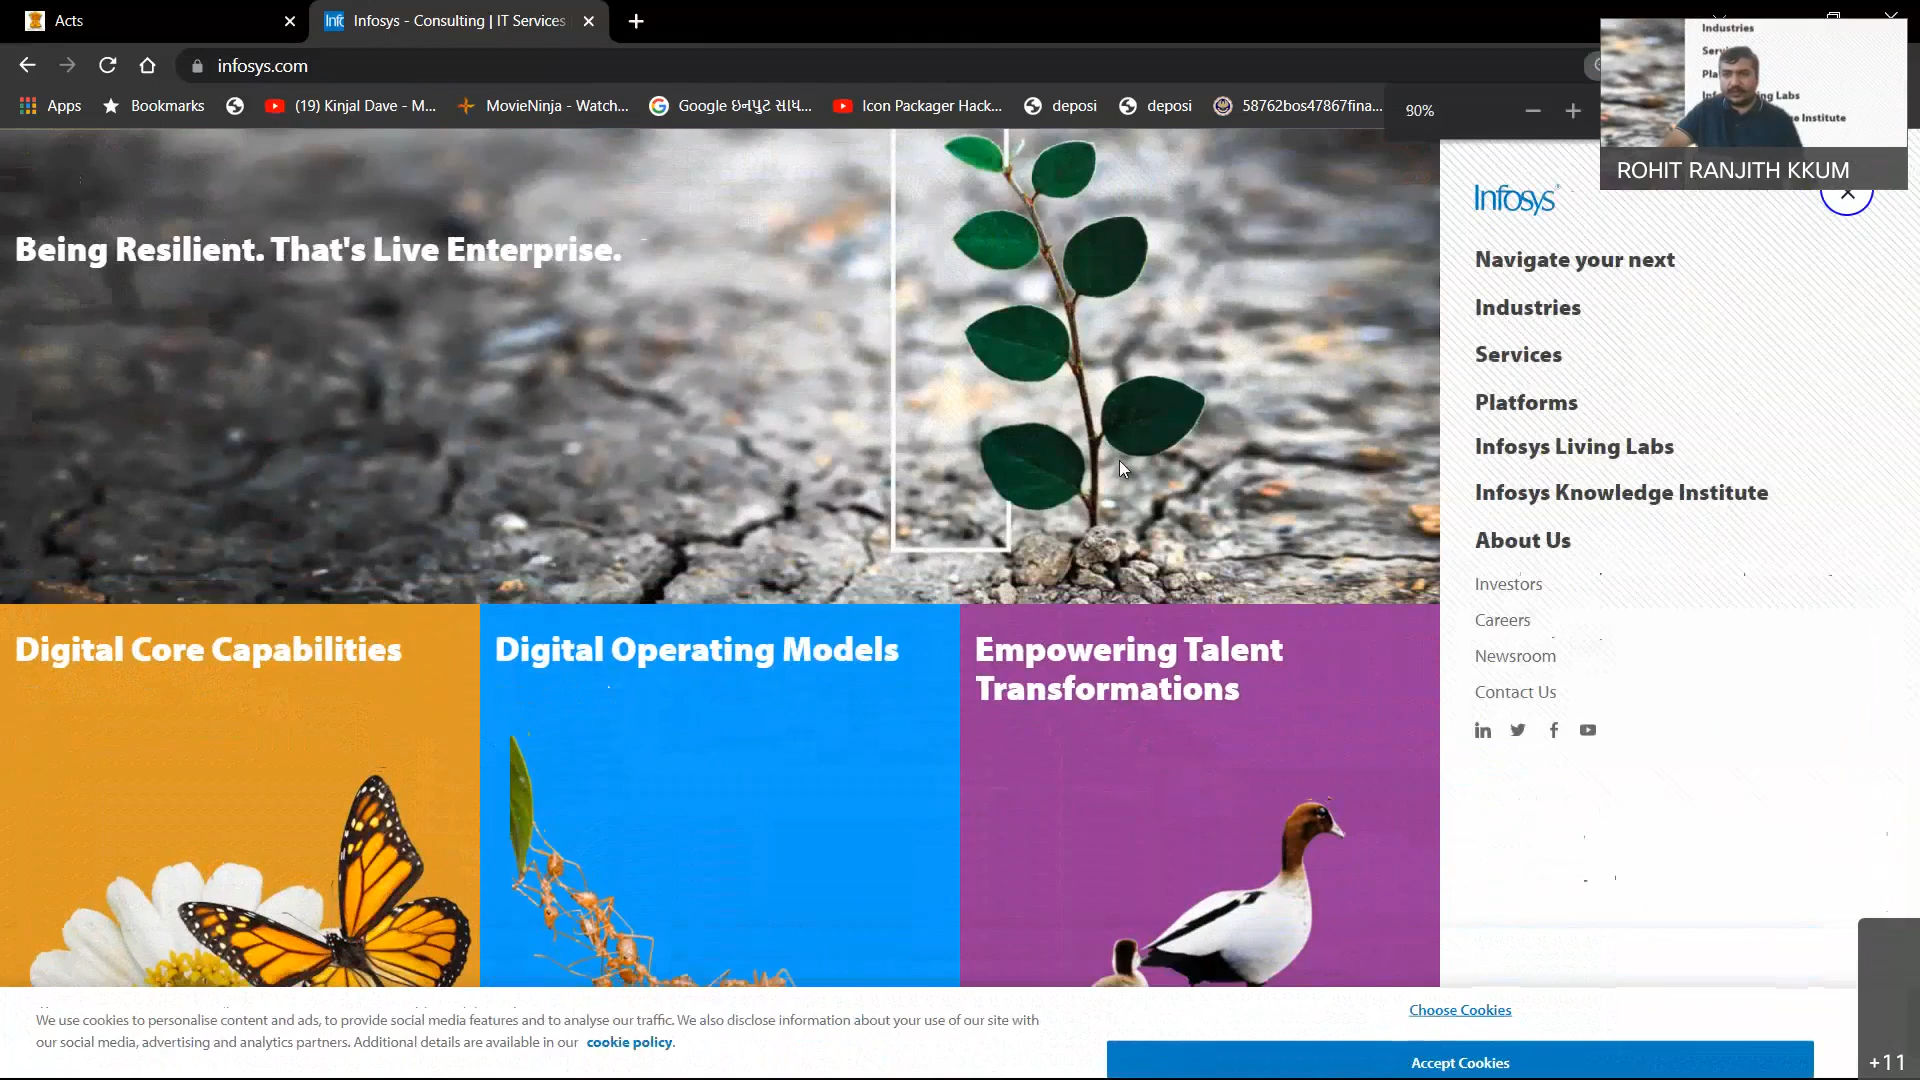 Acts
Infosys - Consulting | IT Services
infosys.com
Apps
Bookmarks
(19) Kinjal Dave - M...
MovieNinja - Watch...
Google ઇનપુટ સાધ...
Icon Packager Hack...
deposi
deposi
58762bos47867fina...
80%
Industries
Institute
ROHIT RANJITH KKUM
Being Resilient. That's Live Enterprise.
Infosys
Navigate your next
Industries
Services
Platforms
Infosys Living Labs
Infosys Knowledge Institute
About Us
Investors
Careers
Newsroom
Contact Us
Digital Core Capabilities
Digital Operating Models
Empowering Talent
Transformations
We use cookies to personalise content and ads, to provide social media features and to analyse our traffic. We also disclose information about your use of our site with
our social media, advertising and analytics partners. Additional details are available in our cookie policy.
Choose Cookies
Accept Cookies
+11